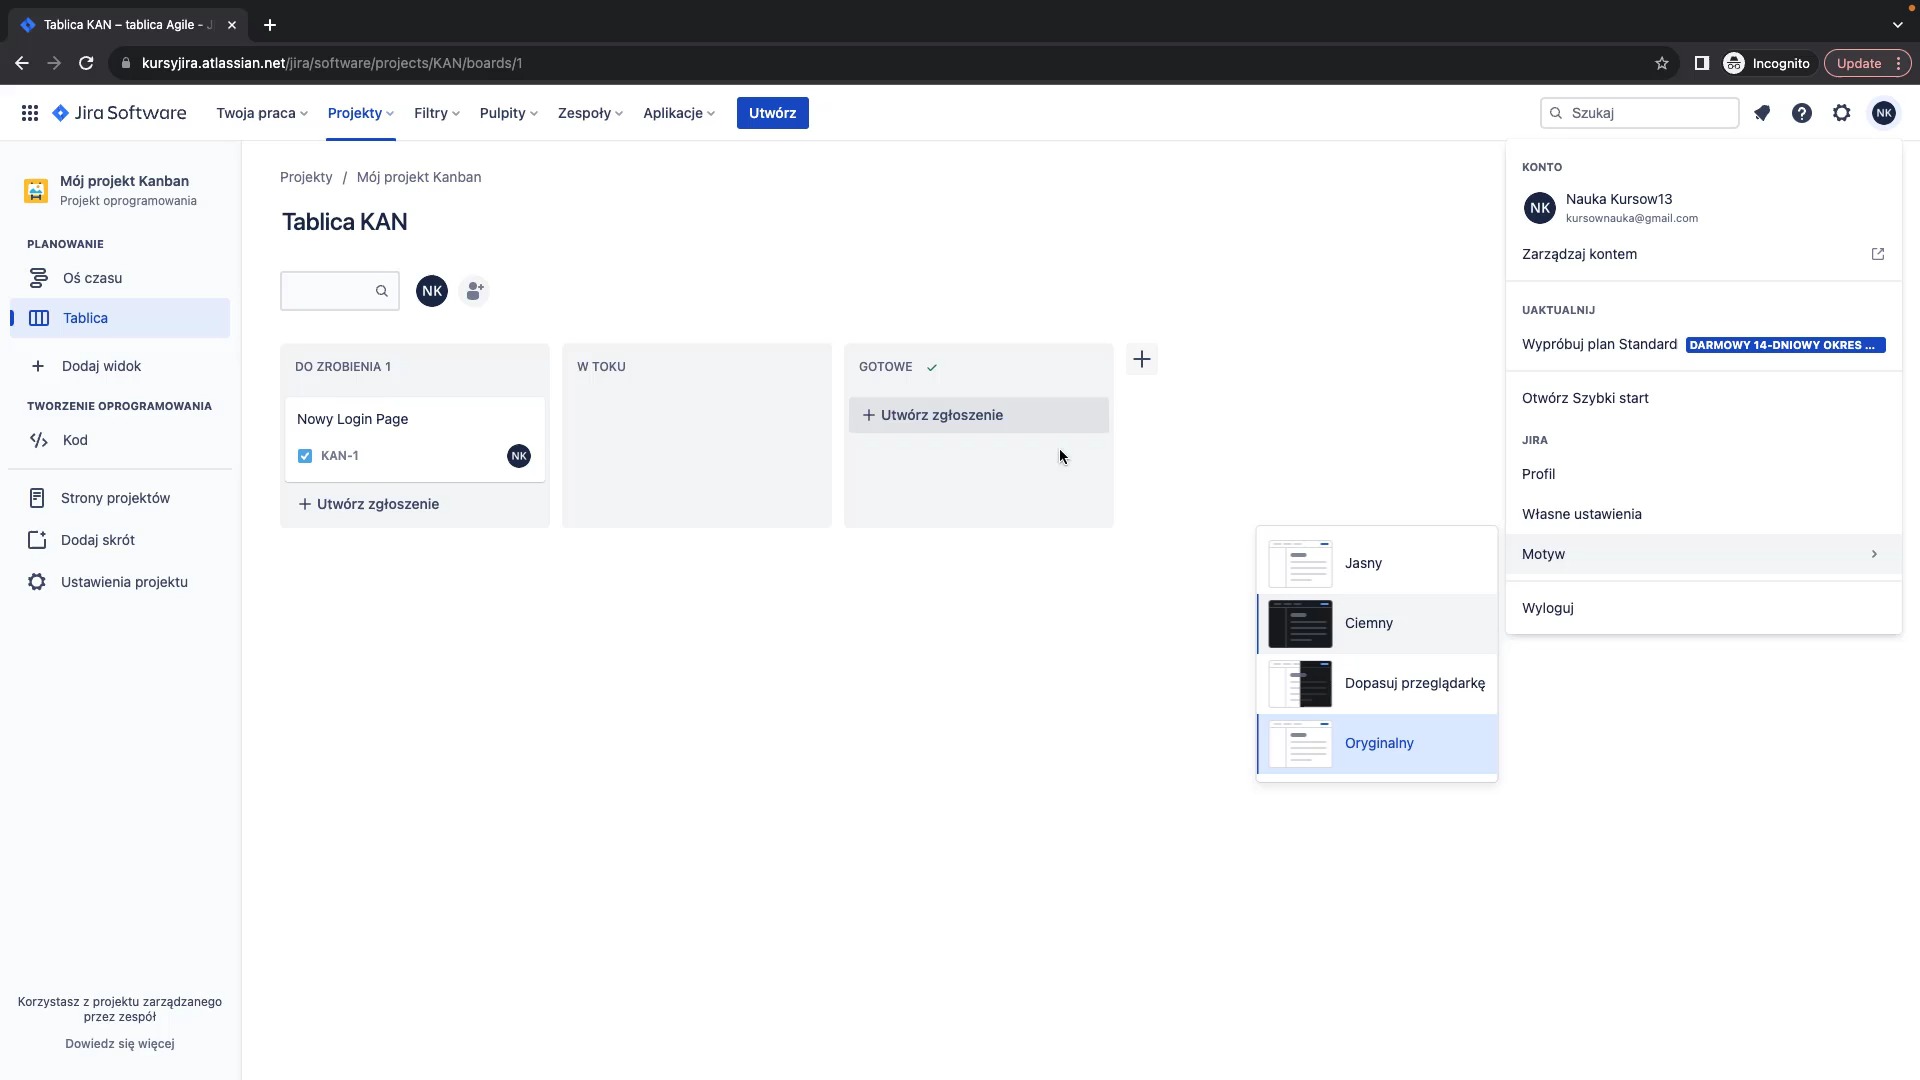 Tablica KAN – tablica Agile -
kursyjira.atlassian.net/jira/software/projects/KAN/boards/1
Incognito
Update
Jira Software
Twoja praca
Projekty
Filtry
Pulpity
Zespoły
Aplikacje
Utwórz
Szukaj
NK
Mój projekt Kanban
Projekt oprogramowania
PLANOWANIE
Oś czasu
Tablica
Dodaj widok
TWORZENIE OPROGRAMOWANIA
Kod
Strony projektów
Dodaj skrót
Ustawienia projektu
Korzystasz z projektu zarządzanego
przez zespół
Dowiedz się więcej
Projekty / Mój projekt Kanban
Tablica KAN
NK
DO ZROBIENIA 1
Nowy Login Page
KAN-1
NK
+ Utwórz zgłoszenie
W TOKU
GOTOWE
+ Utwórz zgłoszenie
KONTO
NK
Nauka Kursow13
kursownauka@gmail.com
Zarządzaj kontem
UAKTUALNIJ
Wypróbuj plan Standard DARMOWY 14-DNIOWY OKRES ...
Otwórz Szybki start
JIRA
Profil
Własne ustawienia
Motyw
Wyloguj
Jasny
Ciemny
Dopasuj przeglądarkę
Oryginalny